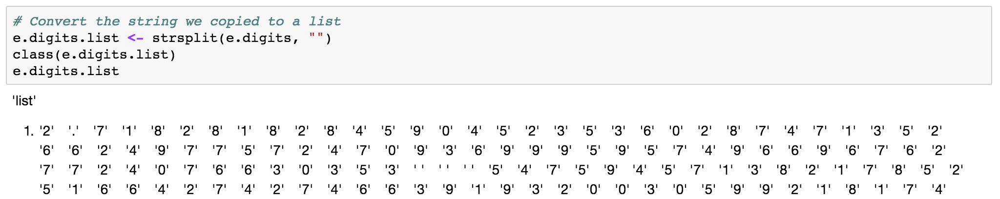 # Convert the string we copied to a list
e.digits.list <- strsplit(e.digits, "")
class(e.digits.list)
e.digits.list
'list'
1. '2' '.' '7' '1' '8' '2' '8' '1' '8' '2' '8' '4' '5' '9' '0' '4' '5' '2' '3' '5' '3' '6' '0' '2' '8' '7' '4' '7' '1' '3' '5' '2'
'6' '6' '2' '4' '9' '7' '7' '5' '7' '2' '4' '7' '0' '9' '3' '6' '9' '9' '9' '5' '9' '5' '7' '4' '9' '6' '6' '9' '6' '7' '6' '2'
'7' '7' '2' '4' '0' '7' '6' '6' '3' '0' '3' '5' '3' ' ' ' ' ' ' '5' '4' '7' '5' '9' '4' '5' '7' '1' '3' '8' '2' '1' '7' '8' '5' '2'
'5' '1' '6' '6' '4' '2' '7' '4' '2' '7' '4' '6' '6' '3' '9' '1' '9' '3' '2' '0' '0' '3' '0' '5' '9' '9' '2' '1' '8' '1' '7' '4'